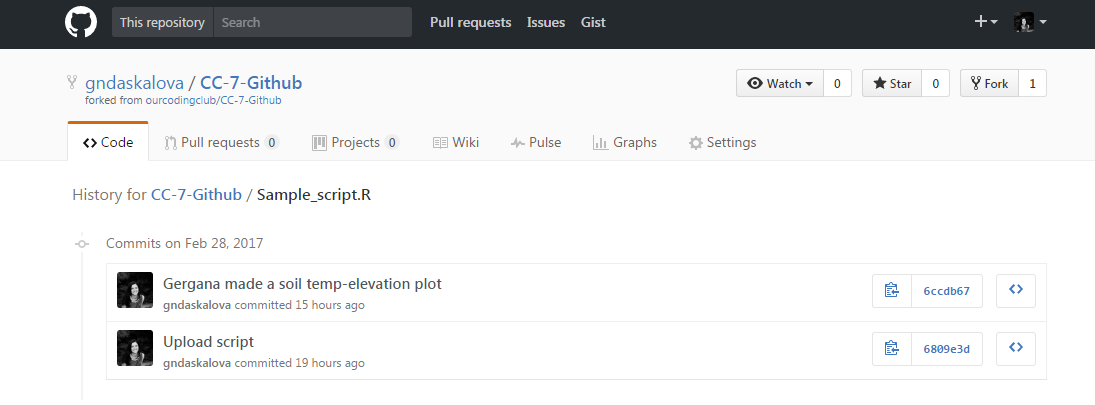 This repository Search Pull requests Issues Gist
gndaskalova / CC-7-Github
forked from ourcodingclub/CC-7-Github
Watch 0 Star 0 Fork 1
Code Pull requests 0 Projects 0 Wiki Pulse Graphs Settings
History for CC-7-Github / Sample_script.R
Commits on Feb 28, 2017
Gergana made a soil temp-elevation plot
gndaskalova committed 15 hours ago
6ccdb67
Upload script
gndaskalova committed 19 hours ago
6809e3d